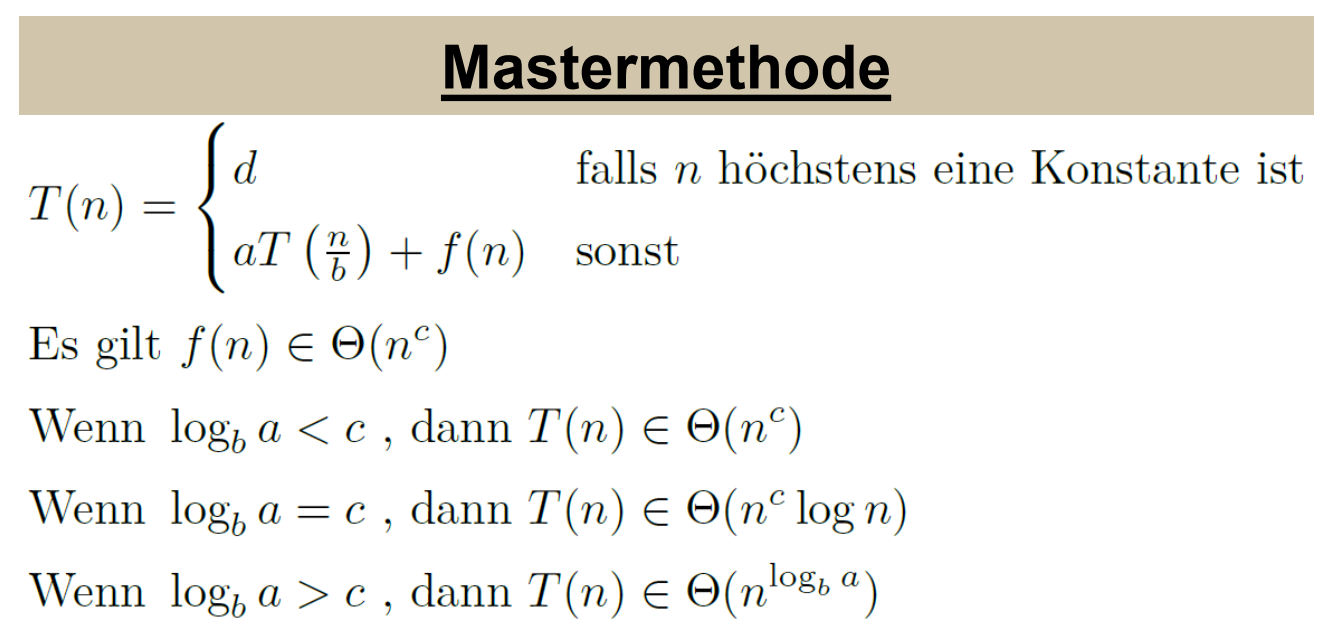 Mastermethode
T(n) = { d falls n höchstens eine Konstante ist
aT(n/b) + f(n) sonst
Es gilt f(n) ∈ Θ(n^c)
Wenn log_b a < c , dann T(n) ∈ Θ(n^c)
Wenn log_b a = c , dann T(n) ∈ Θ(n^c log n)
Wenn log_b a > c , dann T(n) ∈ Θ(n^{log_b a})